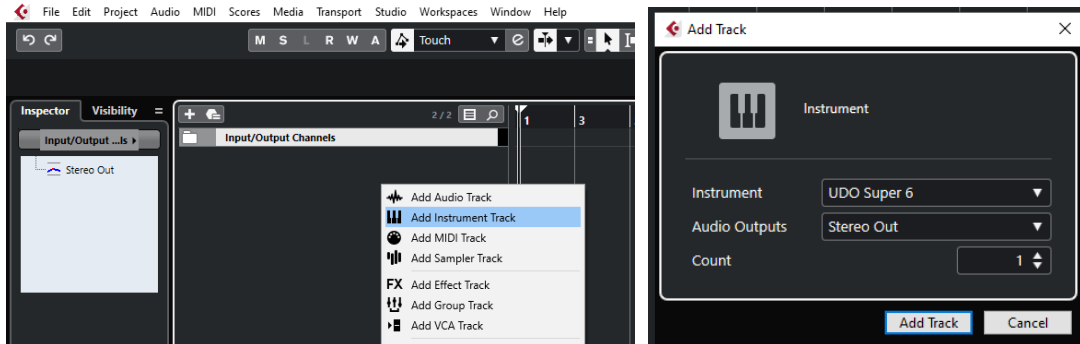 File Edit Project Audio MIDI Scores Media Transport Studio Workspaces Window Help
M S L R W A Touch
Inspector Visibility
2 / 2
1 3
Input/Output ...ls
Input/Output Channels
Stereo Out
Add Audio Track
Add Instrument Track
Add MIDI Track
Add Sampler Track
FX Add Effect Track
Add Group Track
Add VCA Track
Add Track
Instrument
Instrument UDO Super 6
Audio Outputs Stereo Out
Count 1
Add Track Cancel